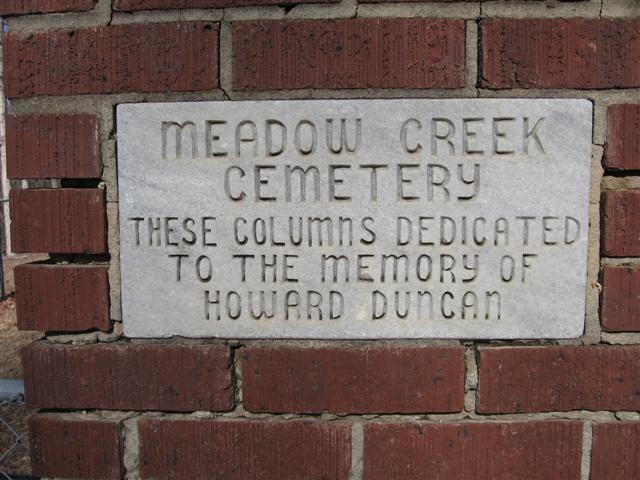 MEADOW CREEK
CEMETERY
THESE COLUMNS DEDICATED
TO THE MEMORY OF
HOWARD DUNCAN